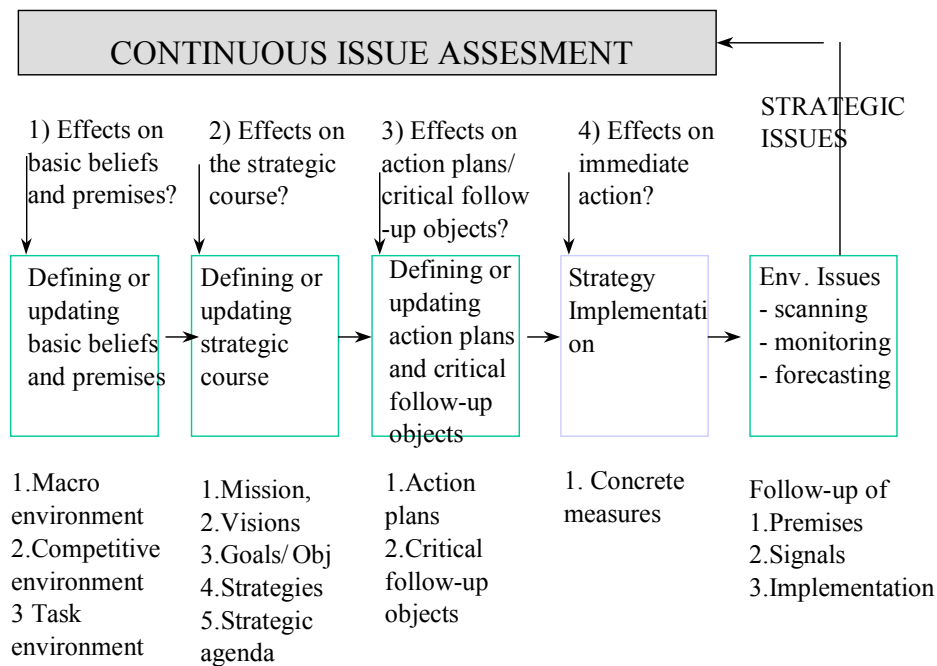 CONTINUOUS ISSUE ASSESMENT
STRATEGIC
ISSUES
1) Effects on
basic beliefs
and premises?
2) Effects on
the strategic
course?
3) Effects on
action plans/
critical follow
-up objects?
4) Effects on
immediate
action?
Defining or
updating
basic beliefs
and premises
Defining or
updating
strategic
course
Defining or
updating
action plans
and critical
follow-up
objects
Strategy
Implementati
on
Env. Issues
- scanning
- monitoring
- forecasting
1.Macro
environment
2.Competitive
environment
3 Task
environment
1.Mission,
2.Visions
3.Goals/ Obj
4.Strategies
5.Strategic
agenda
1.Action
plans
2.Critical
follow-up
objects
1. Concrete
measures
Follow-up of
1.Premises
2.Signals
3.Implementation